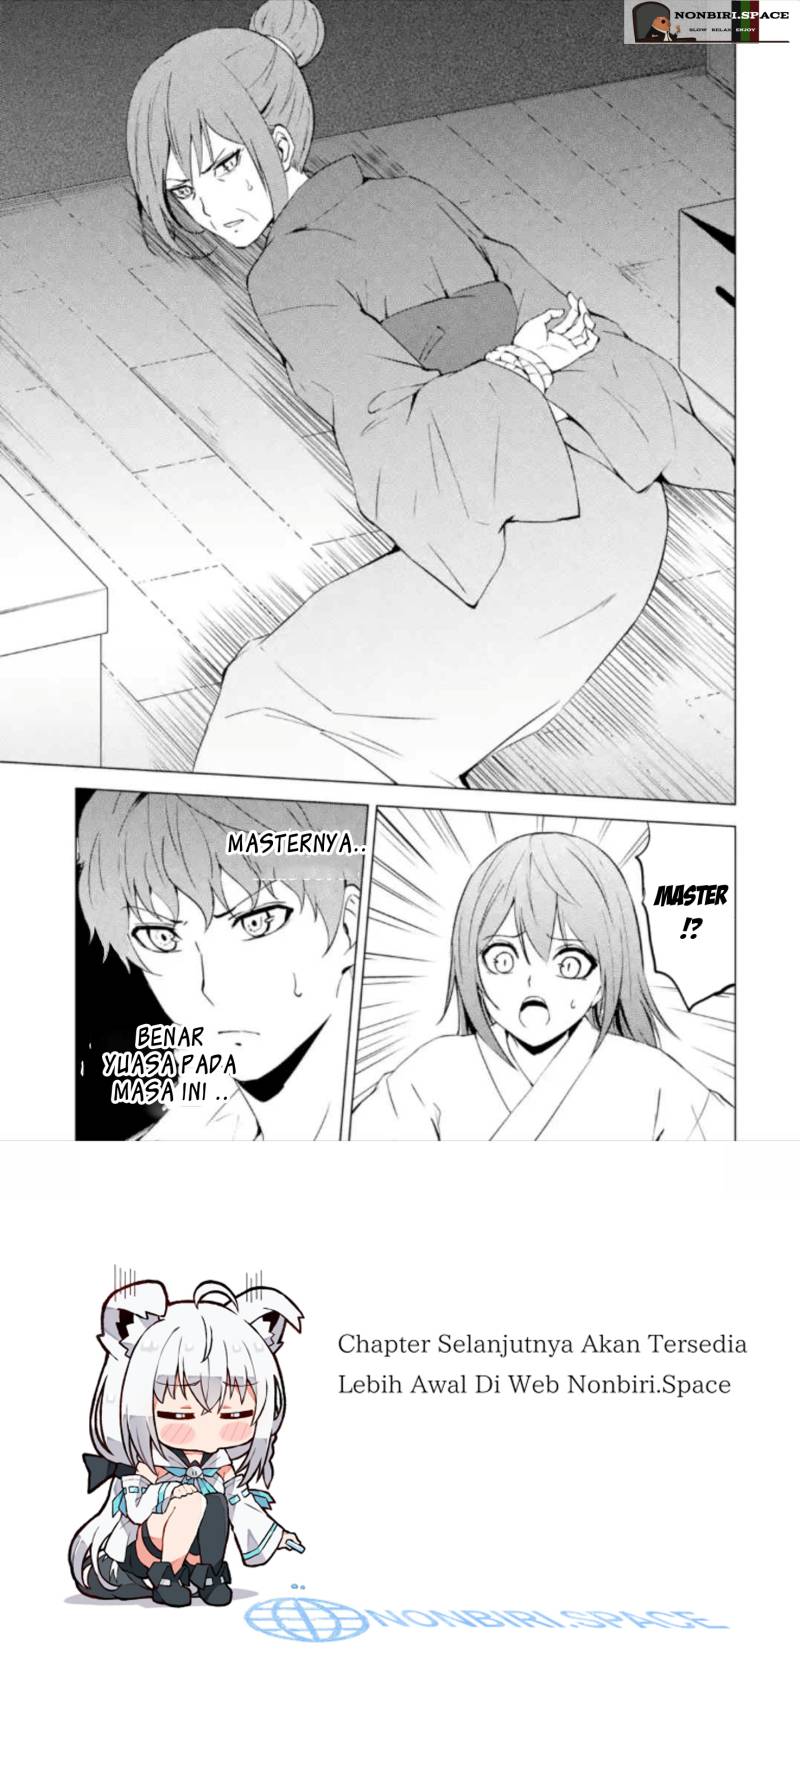 NONBIRI.SPACE
SLOW RELAX ENJOY
MASTER
!?
MASTERNYA..
BENAR
YUASA PADA
MASA INI ..
Chapter Selanjutnya Akan Tersedia
Lebih Awal Di Web Nonbiri.Space
NONBIRI.SPACE